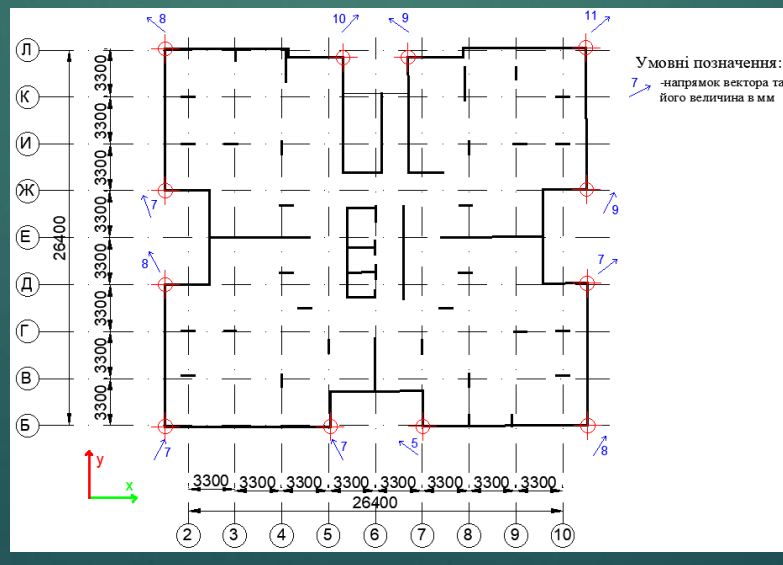 8
10
9
11
Л
К
И
Ж
Е
Д
Г
В
Б
3300
3300
3300
3300
3300
3300
3300
3300
26400
7
8
7
9
7
7
5
8
y
x
3300
3300
3300
3300
3300
3300
3300
3300
26400
2
3
4
5
6
7
8
9
10
Умовні позначення:
7 -напрямок вектора та
його величина в мм